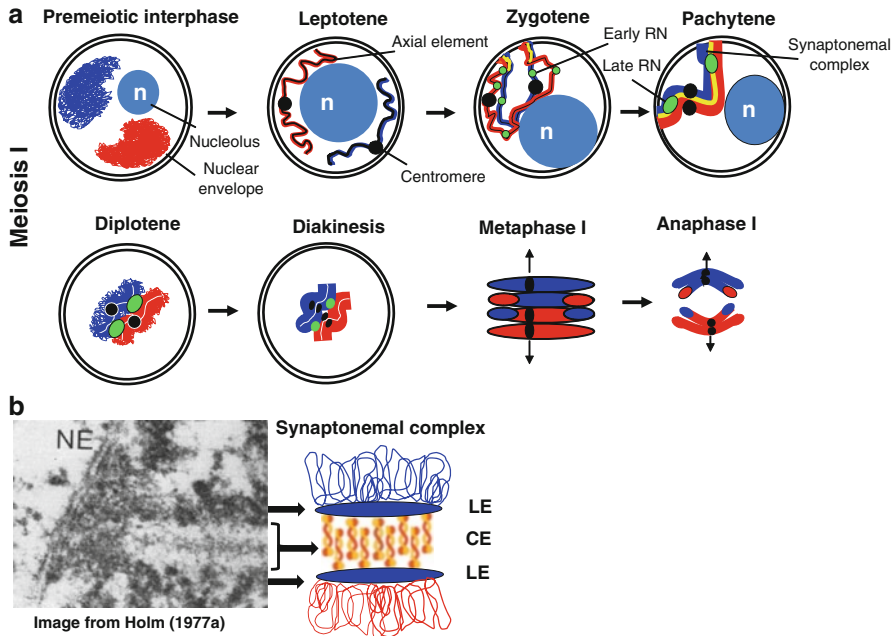 a
Premeiotic interphase
Leptotene
Zygotene
Pachytene
Axial element
Early RN
Synaptonemal
complex
Late RN
n
n
n
n
Nucleolus
Nuclear
envelope
Centromere
Meiosis I
Diplotene
Diakinesis
Metaphase I
Anaphase I
b
NE
Synaptonemal complex
LE
CE
LE
Image from Holm (1977a)